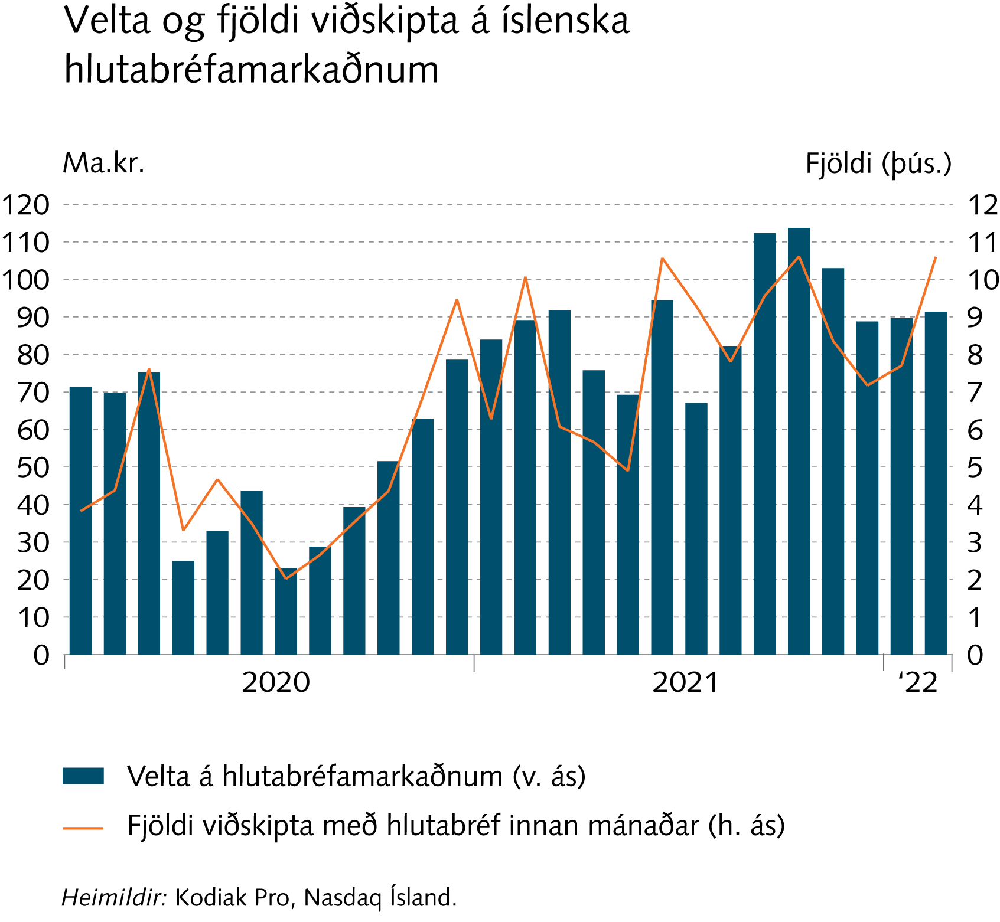 Velta og fjöldi viðskipta á íslenska
hlutabréfamarkaðnum
Ma.kr. Fjöldi (þús.)
120 12
110 11
100 10
90 9
80 8
70 7
60 6
50 5
40 4
30 3
20 2
10 1
0 0
2020 2021 ‘22
Velta á hlutabréfamarkaðnum (v. ás)
Fjöldi viðskipta með hlutabréf innan mánaðar (h. ás)
Heimildir: Kodiak Pro, Nasdaq Ísland.